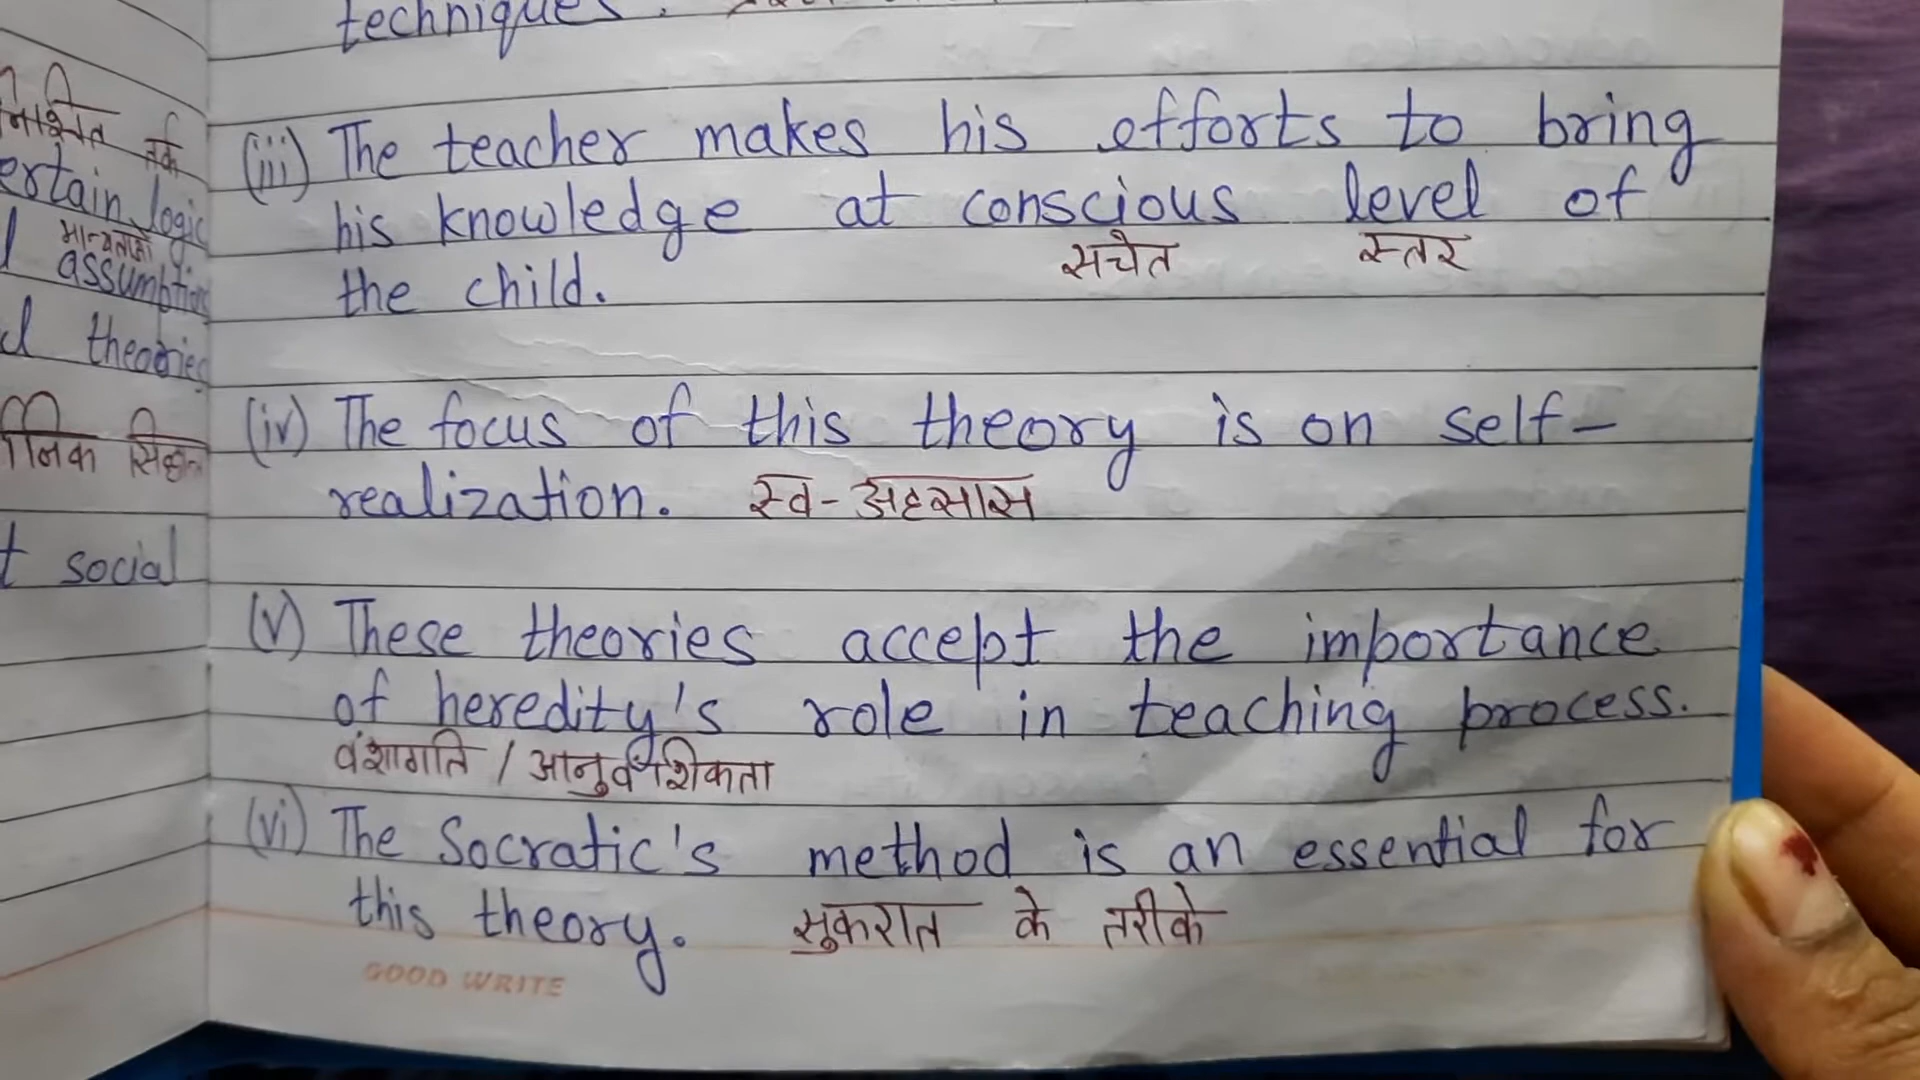 techniques.
(iii) The teacher makes his efforts to bring
his knowledge at conscious level of
सचेत स्तर
the child.
(iv) The focus of this theory is on self-
realization. स्व-अहसास
(v) These theories accept the importance
of heredity's role in teaching process.
वंशागति / आनुवंशिकता
(vi) The Socratic's method is an essential for
this theory. सुकरात के तरीके
GOOD WRITE
ertain logic
assumption
theories
t social